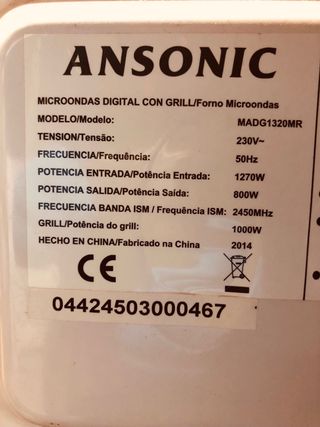 ANSONIC
MICROONDAS DIGITAL CON GRILL/Forno Microondas
MODELO/Modelo: MADG1320MR
TENSION/Tensão: 230V~
FRECUENCIA/Frequência: 50Hz
POTENCIA ENTRADA/Potência Entrada: 1270W
POTENCIA SALIDA/Potência Saída: 800W
FRECUENCIA BANDA ISM / Frequência ISM: 2450MHz
GRILL/Potência do grill: 1000W
HECHO EN CHINA/Fabricado na China 2014
CE
04424503000467